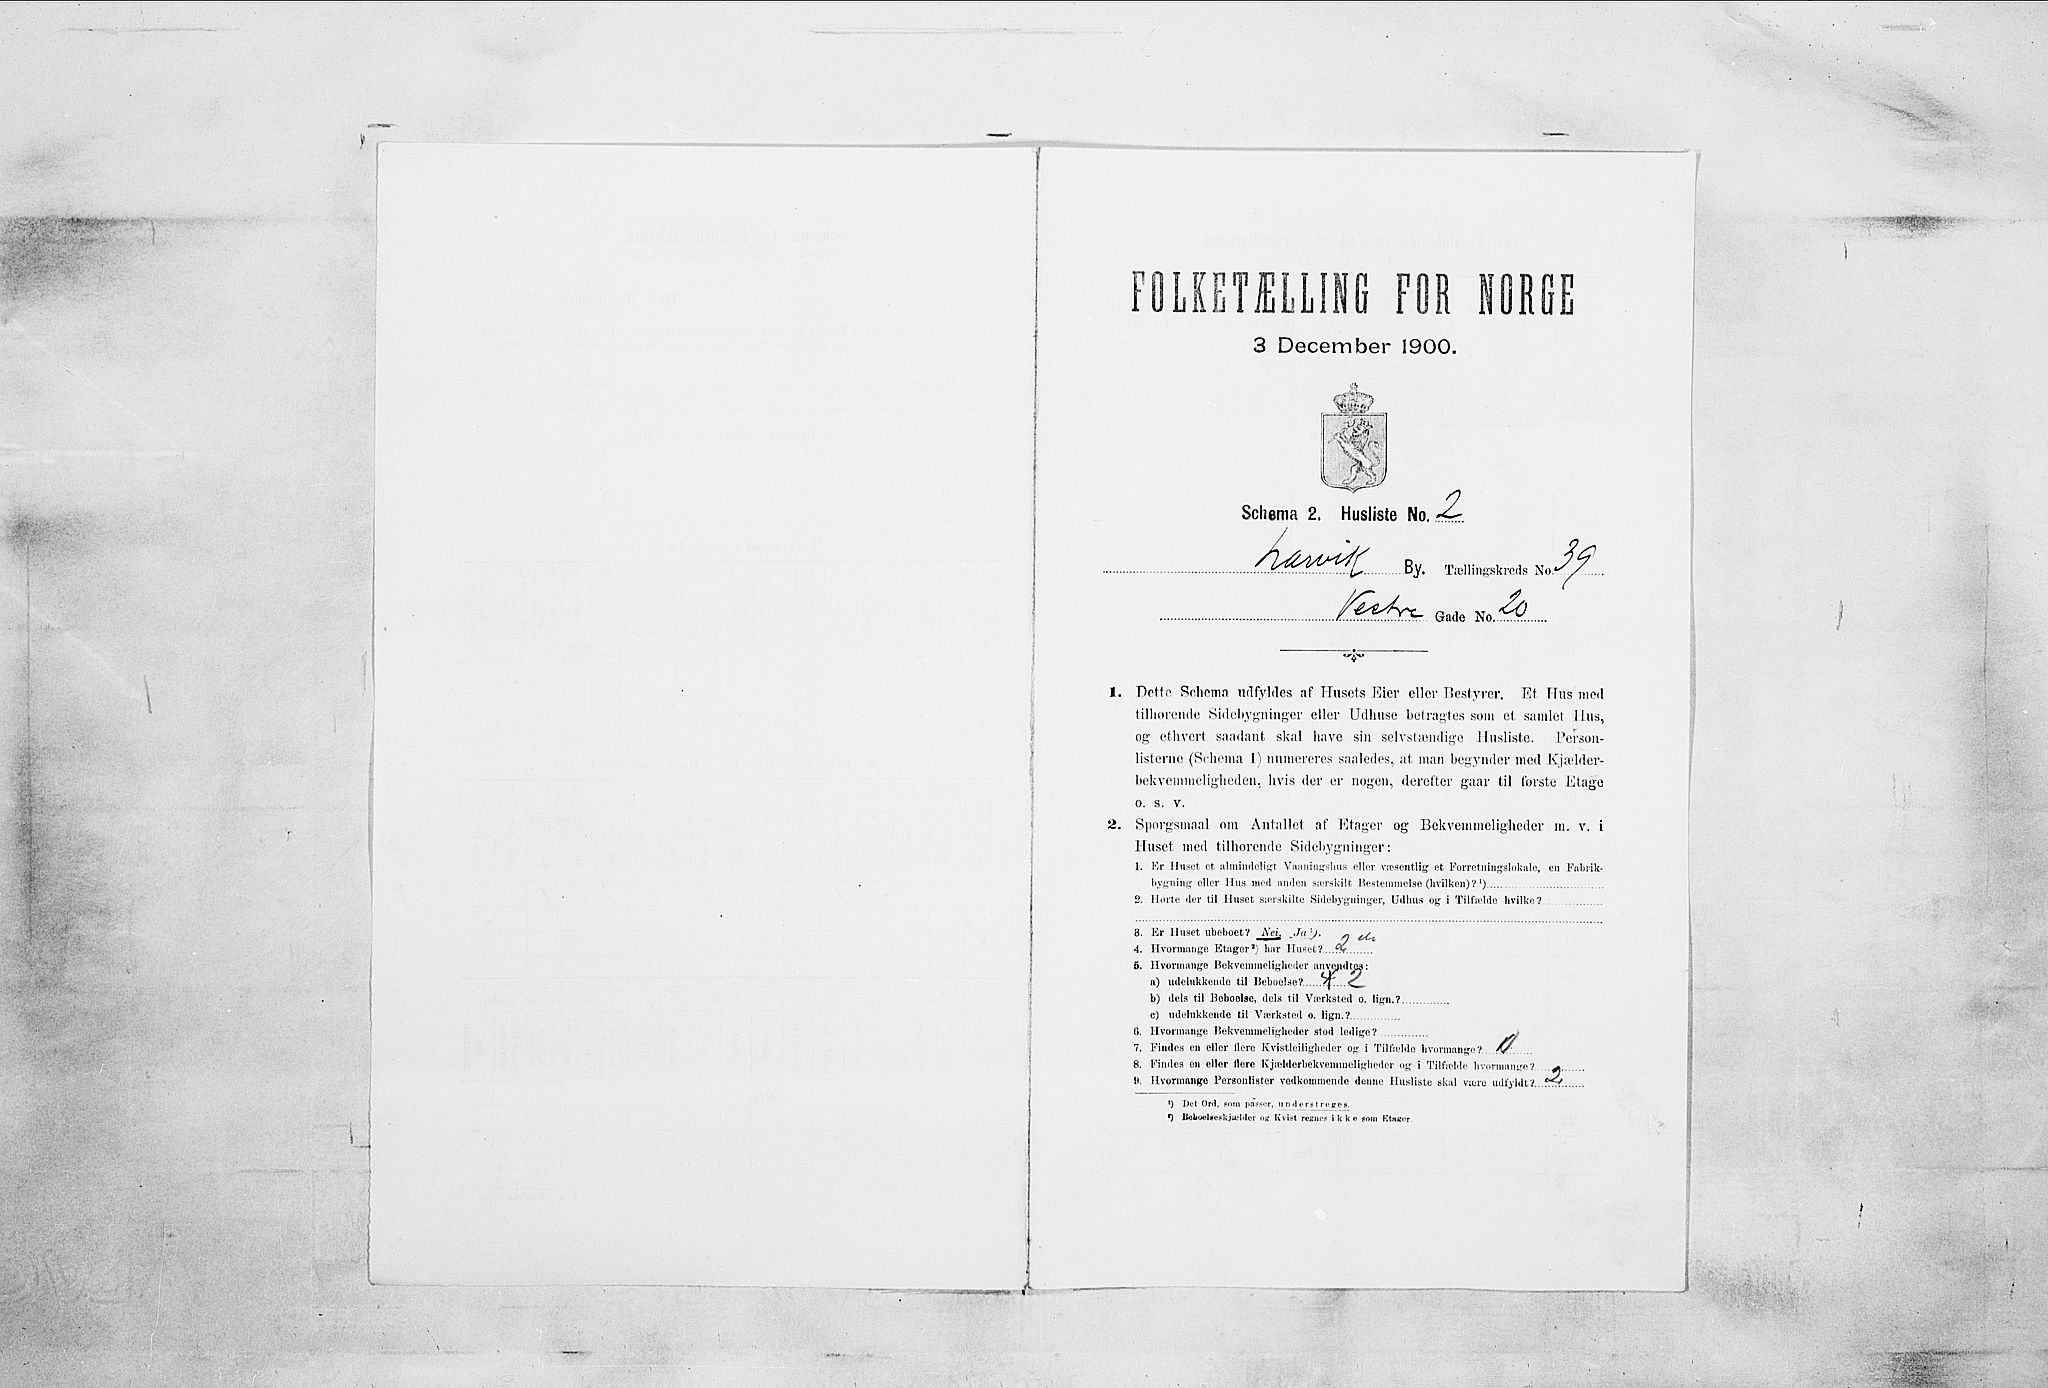 FOLKETÆLLING FOR NORGE
3 December 1900.
Schema 2. Husliste No. 2
Larvik By. Tællingskreds No. 39
Vestre Gade No. 20
1. Dette Schema udfyldes af Husets Eier eller Bestyrer. Et Hus med
tilhørende Sidebygninger eller Udhuse betragtes som et samlet Hus,
og ethvert saadant skal have sin selvstændige Husliste. Person-
listerne (Schema 1) numereres saaledes, at man begynder med Kjælder-
bekvemmeligheden, hvis der er nogen, derefter gaar til første Etage
o. s. v.
2. Spørgsmaal om Antallet af Etager og Bekvemmeligheder m. v. i
Huset med tilhørende Sidebygninger:
1. Er Huset et almindeligt Vaaningshus eller væsentlig et Forretningslokale, en Fabrik-
bygning eller Hus med anden særskilt Bestemmelse (hvilken)? ¹)
2. Hørte der til Huset særskilte Sidebygninger, Udhus og i Tilfælde hvilke?
3. Er Huset ubeboet? Nei. Ja ¹).
4. Hvormange Etager ²) har Huset? 2
5. Hvormange Bekvemmeligheder anvendtes:
a) udelukkende til Beboelse? 2
b) dels til Beboelse, dels til Værksted o. lign.?
c) udelukkende til Værksted o. lign.?
6. Hvormange Bekvemmeligheder stod ledige?
7. Findes en eller flere Kvistleiligheder og i Tilfælde hvormange?
8. Findes en eller flere Kjælderbekvemmeligheder og i Tilfælde hvormange?
9. Hvormange Personlister vedkommende denne Husliste skal være udfyldt? 2
¹) Det Ord, som passer, understreges.
²) Beboelseskjælder og Kvist regnes ikke som Etager.